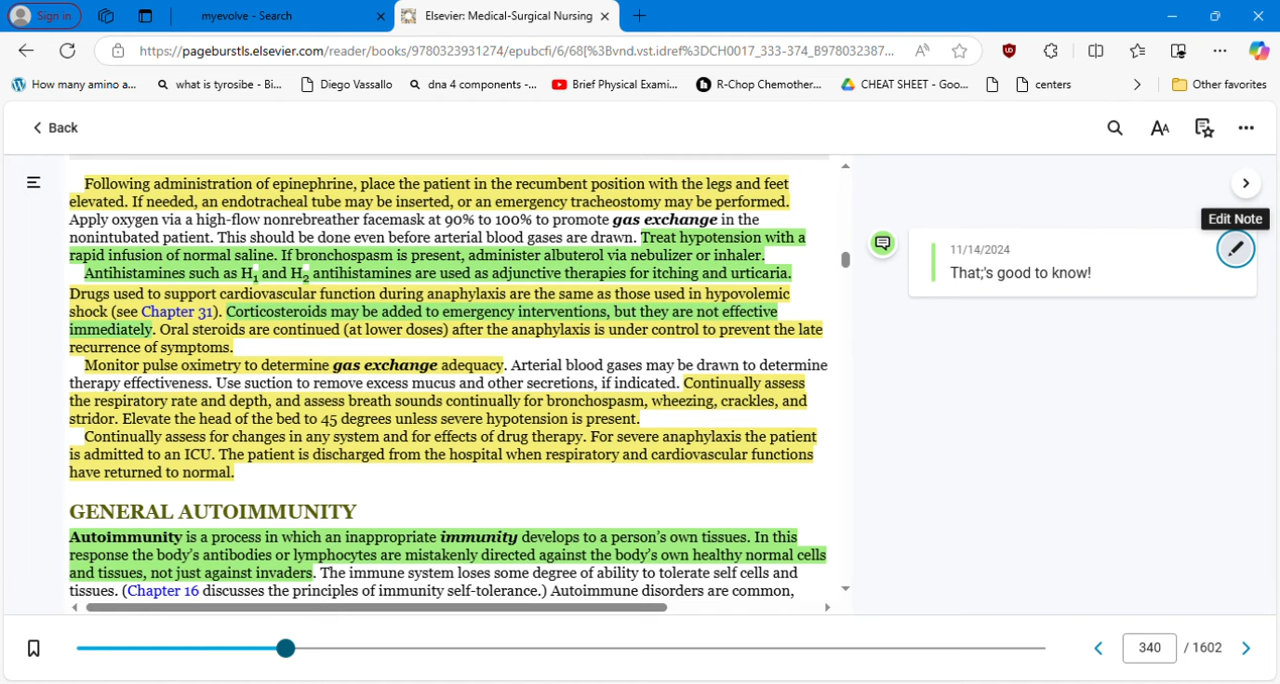 Sign in
myevolve - Search
Elsevier: Medical-Surgical Nursing
https://pageburstls.elsevier.com/reader/books/9780323931274/epubcfi/6/68[%3Bvnd.vst.idref%3DCH0017_333-374_B978032387...
How many amino a...
what is tyrosibe - Bi...
Diego Vassallo
dna 4 components -...
Brief Physical Exami...
R-Chop Chemother...
CHEAT SHEET - Goo...
centers
Other favorites
Back
Following administration of epinephrine, place the patient in the recumbent position with the legs and feet
elevated. If needed, an endotracheal tube may be inserted, or an emergency tracheostomy may be performed.
Apply oxygen via a high-flow nonrebreather facemask at 90% to 100% to promote gas exchange in the
nonintubated patient. This should be done even before arterial blood gases are drawn. Treat hypotension with a
rapid infusion of normal saline. If bronchospasm is present, administer albuterol via nebulizer or inhaler.
Antihistamines such as H1 and H2 antihistamines are used as adjunctive therapies for itching and urticaria.
Drugs used to support cardiovascular function during anaphylaxis are the same as those used in hypovolemic
shock (see Chapter 31). Corticosteroids may be added to emergency interventions, but they are not effective
immediately. Oral steroids are continued (at lower doses) after the anaphylaxis is under control to prevent the late
recurrence of symptoms.
Monitor pulse oximetry to determine gas exchange adequacy. Arterial blood gases may be drawn to determine
therapy effectiveness. Use suction to remove excess mucus and other secretions, if indicated. Continually assess
the respiratory rate and depth, and assess breath sounds continually for bronchospasm, wheezing, crackles, and
stridor. Elevate the head of the bed to 45 degrees unless severe hypotension is present.
Continually assess for changes in any system and for effects of drug therapy. For severe anaphylaxis the patient
is admitted to an ICU. The patient is discharged from the hospital when respiratory and cardiovascular functions
have returned to normal.
GENERAL AUTOIMMUNITY
Autoimmunity is a process in which an inappropriate immunity develops to a person's own tissues. In this
response the body's antibodies or lymphocytes are mistakenly directed against the body's own healthy normal cells
and tissues, not just against invaders. The immune system loses some degree of ability to tolerate self cells and
tissues. (Chapter 16 discusses the principles of immunity self-tolerance.) Autoimmune disorders are common,
Edit Note
11/14/2024
That;'s good to know!
340 / 1602